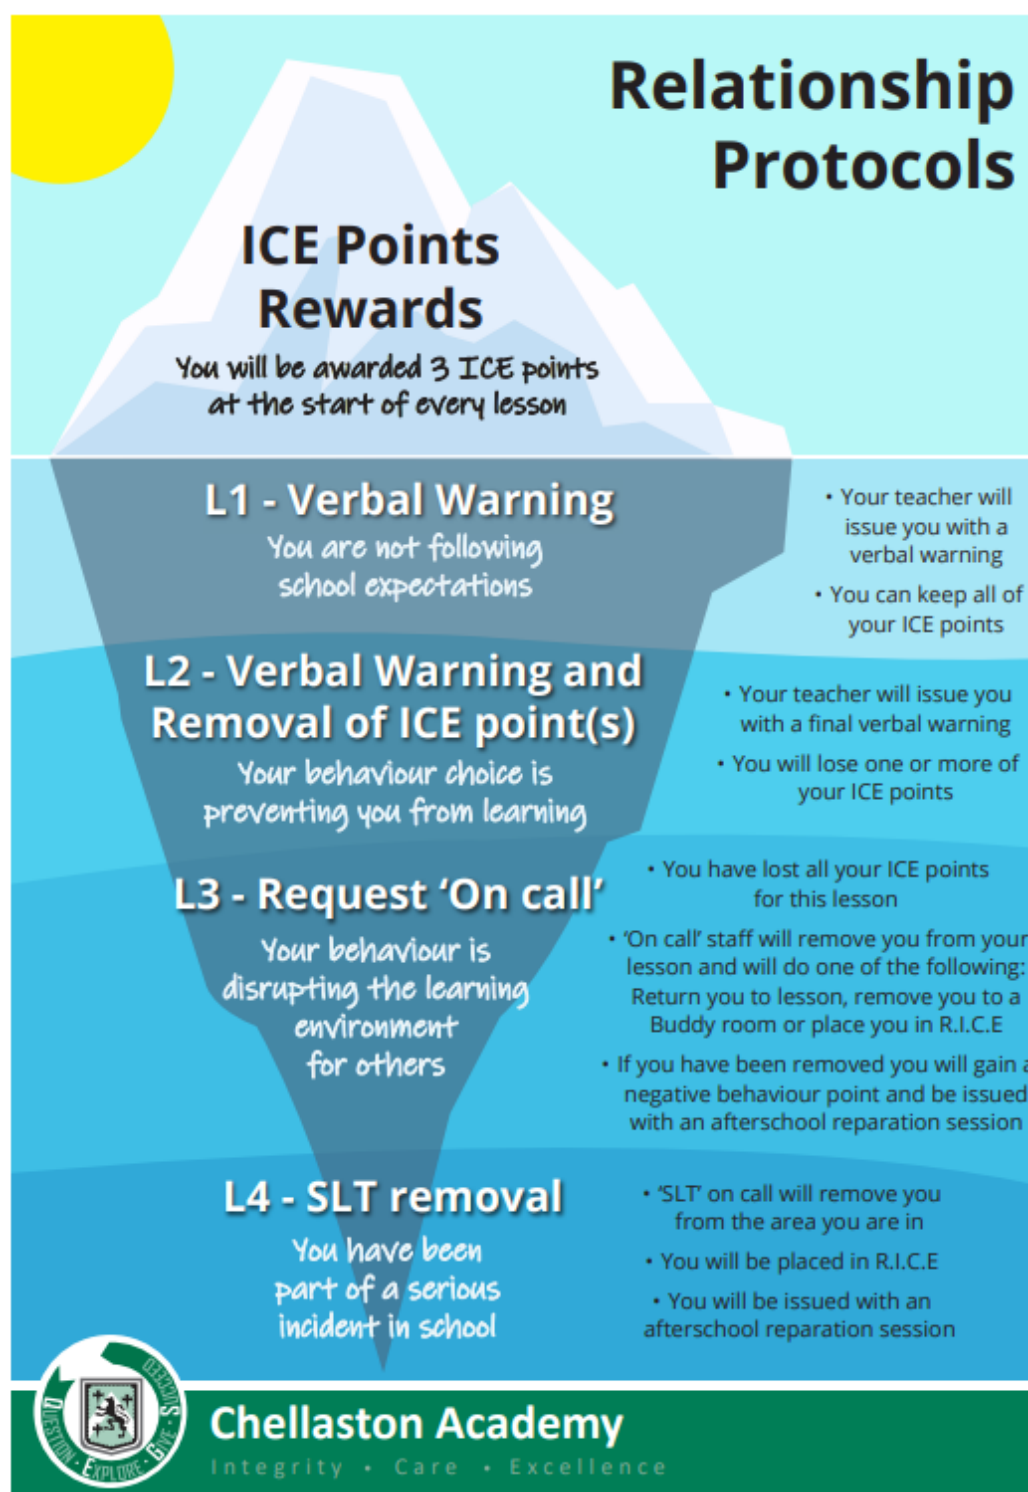 Relationship
Protocols
ICE Points
Rewards
You will be awarded 3 ICE points
at the start of every lesson
L1 - Verbal Warning
You are not following
school expectations
• Your teacher will
issue you with a
verbal warning
• You can keep all of
your ICE points
L2 - Verbal Warning and
Removal of ICE point(s)
Your behaviour choice is
preventing you from learning
• Your teacher will issue you
with a final verbal warning
• You will lose one or more of
your ICE points
L3 - Request ‘On call’
Your behaviour is
disrupting the learning
environment
for others
• You have lost all your ICE points
for this lesson
• ‘On call’ staff will remove you from your
lesson and will do one of the following:
Return you to lesson, remove you to a
Buddy room or place you in R.I.C.E
• If you have been removed you will gain a
negative behaviour point and be issued
with an afterschool reparation session
L4 - SLT removal
You have been
part of a serious
incident in school
• ‘SLT’ on call will remove you
from the area you are in
• You will be placed in R.I.C.E
• You will be issued with an
afterschool reparation session
QUESTION · EXPLORE · GIVE · SUCCEED
Chellaston Academy
Integrity • Care • Excellence